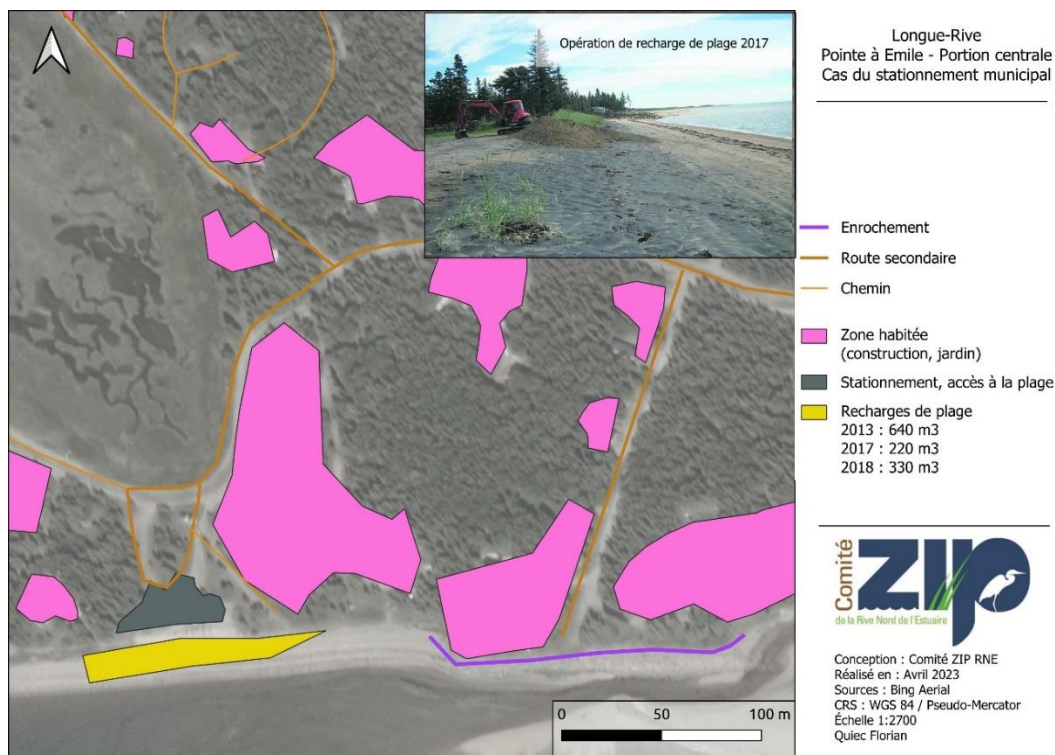 Opération de recharge de plage 2017
Longue-Rive
Pointe à Emile - Portion centrale
Cas du stationnement municipal
Enrochement
Route secondaire
Chemin
Zone habitée
(construction, jardin)
Stationnement, accès à la plage
Recharges de plage
2013 : 640 m3
2017 : 220 m3
2018 : 330 m3
Comité
ZIP
de la Rive Nord de l'Estuaire
Conception : Comité ZIP RNE
Réalisé en : Avril 2023
Sources : Bing Aerial
CRS : WGS 84 / Pseudo-Mercator
Échelle 1:2700
Quiec Florian
0 50 100 m